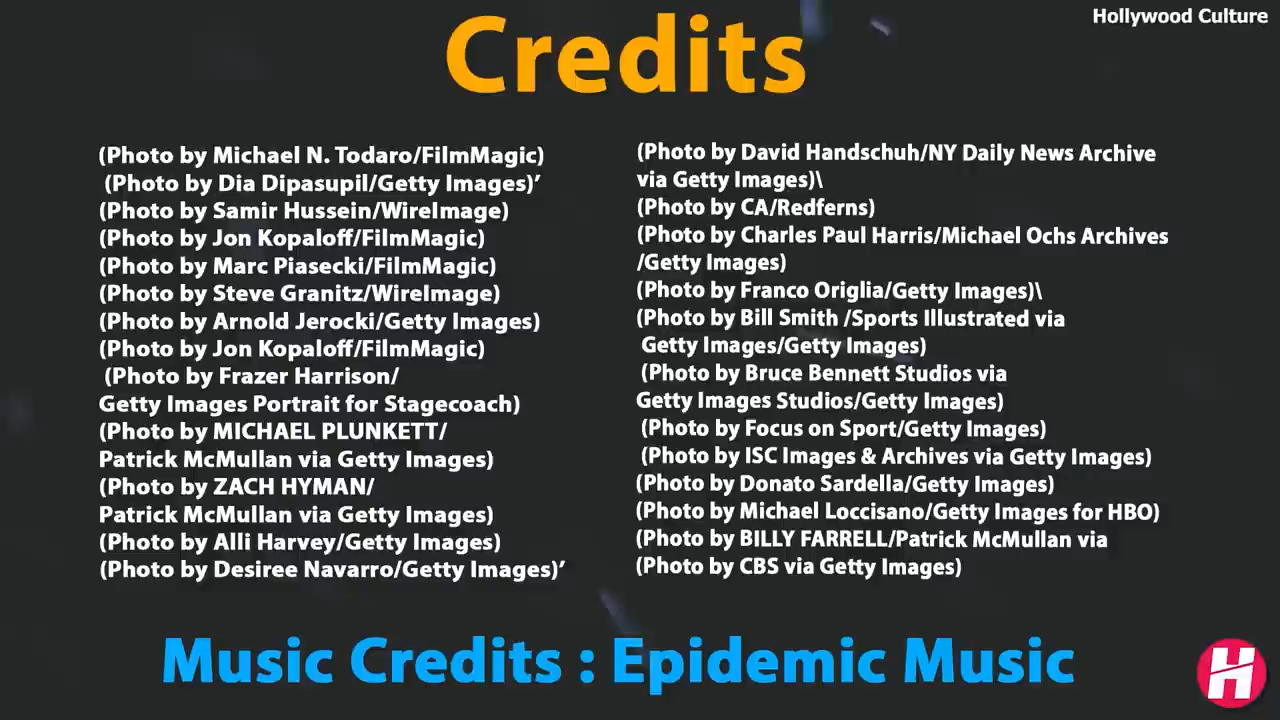 Hollywood Culture
Credits
(Photo by Michael N. Todaro/FilmMagic)
(Photo by Dia Dipasupil/Getty Images)’
(Photo by Samir Hussein/WireImage)
(Photo by Jon Kopaloff/FilmMagic)
(Photo by Marc Piasecki/FilmMagic)
(Photo by Steve Granitz/WireImage)
(Photo by Arnold Jerocki/Getty Images)
(Photo by Jon Kopaloff/FilmMagic)
(Photo by Frazer Harrison/
Getty Images Portrait for Stagecoach)
(Photo by MICHAEL PLUNKETT/
Patrick McMullan via Getty Images)
(Photo by ZACH HYMAN/
Patrick McMullan via Getty Images)
(Photo by Alli Harvey/Getty Images)
(Photo by Desiree Navarro/Getty Images)’
(Photo by David Handschuh/NY Daily News Archive
via Getty Images)\
(Photo by CA/Redferns)
(Photo by Charles Paul Harris/Michael Ochs Archives
/Getty Images)
(Photo by Franco Origlia/Getty Images)\
(Photo by Bill Smith /Sports Illustrated via
Getty Images/Getty Images)
(Photo by Bruce Bennett Studios via
Getty Images Studios/Getty Images)
(Photo by Focus on Sport/Getty Images)
(Photo by ISC Images & Archives via Getty Images)
(Photo by Donato Sardella/Getty Images)
(Photo by Michael Loccisano/Getty Images for HBO)
(Photo by BILLY FARRELL/Patrick McMullan via
(Photo by CBS via Getty Images)
Music Credits : Epidemic Music
H